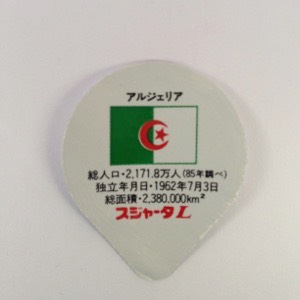 アルジェリア
総人口・2,171.8万人(85年調べ)
独立年月日・1962年7月3日
総面積・2,380,000km²
スジャータL